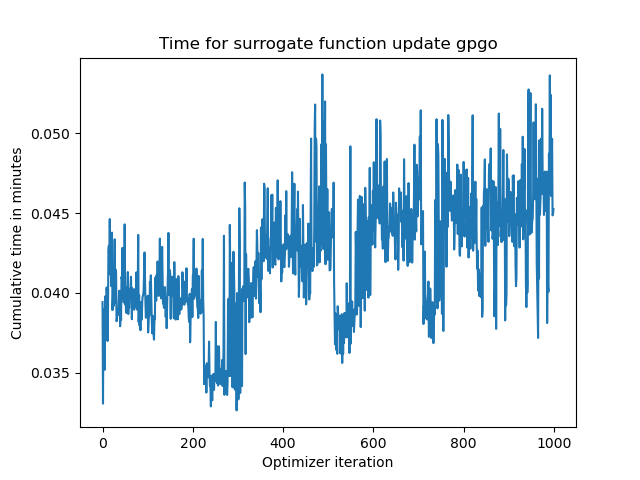 Time for surrogate function update gpgo
Cumulative time in minutes
0.050
0.045
0.040
0.035
0 200 400 600 800 1000
Optimizer iteration